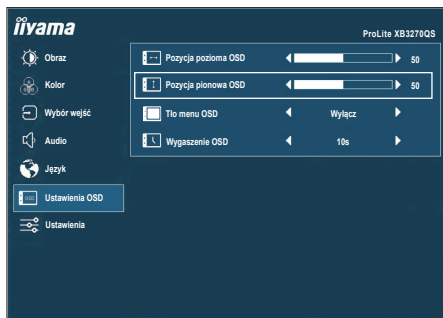 iiyama
ProLite XB3270QS
Obraz
Kolor
Wybór wejść
Audio
Język
Ustawienia OSD
Ustawienia
Pozycja pozioma OSD 50
Pozycja pionowa OSD 50
Tło menu OSD Wyłącz
Wygaszenie OSD 10s